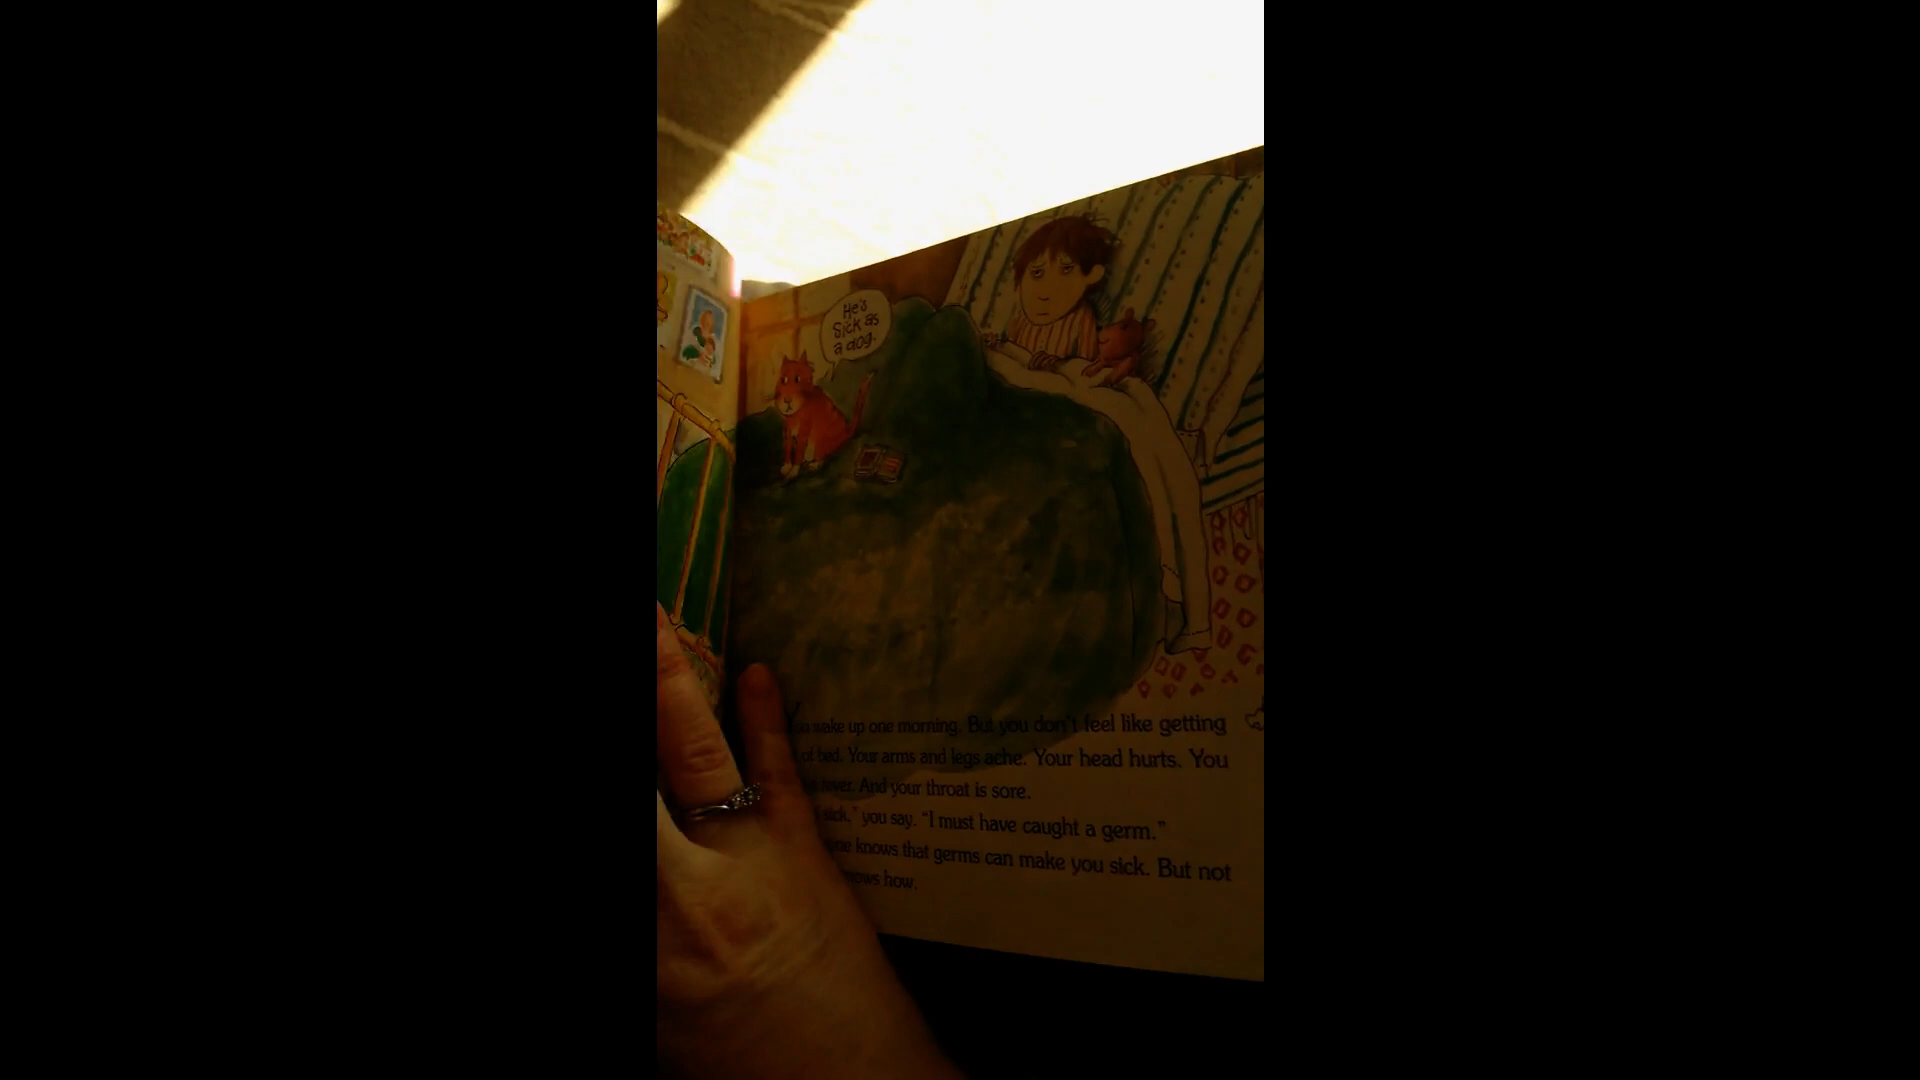 He's
Sick as
a dog.
wake up one morning. But you don't feel like getting
of bed. Your arms and legs ache. Your head hurts. You
fever. And your throat is sore.
sick," you say. "I must have caught a germ."
knows that germs can make you sick. But not
how.